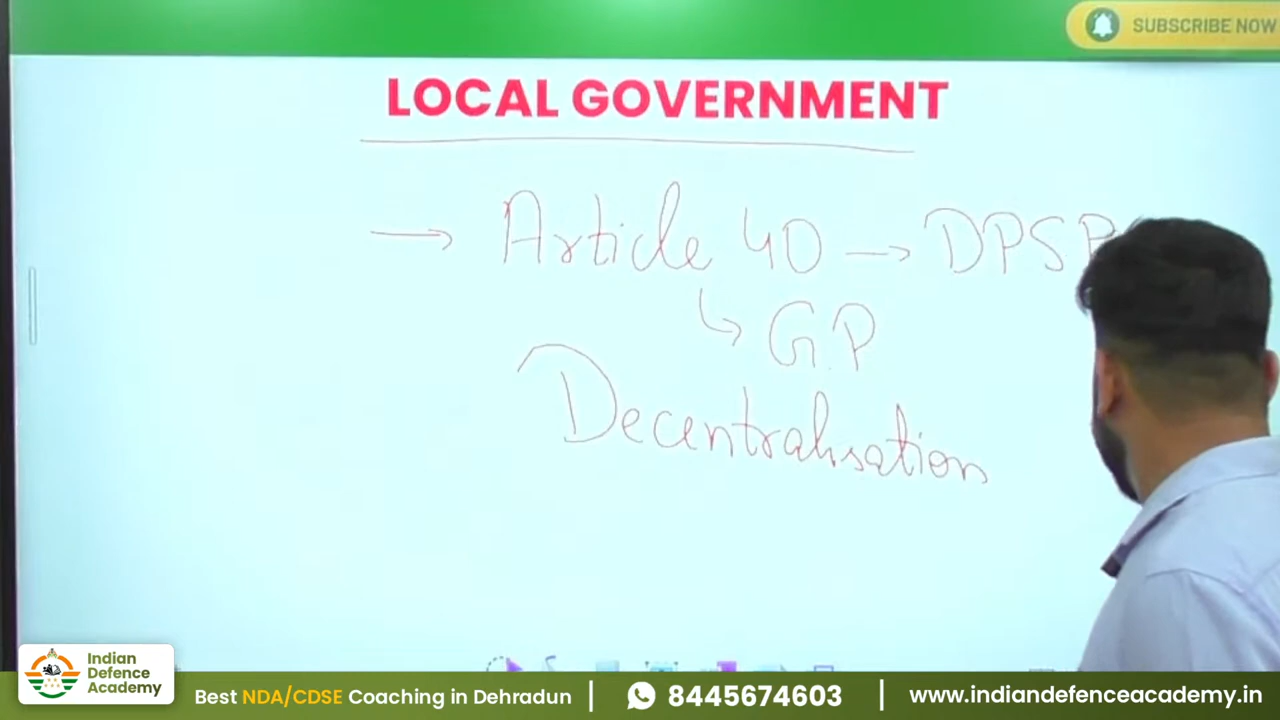 SUBSCRIBE NOW
LOCAL GOVERNMENT
→ Article 40 → DPSP
↳ G.P
Decentralisation
Indian
Defence
Academy
Best NDA/CDSE Coaching in Dehradun | 8445674603 | www.indiandefenceacademy.in